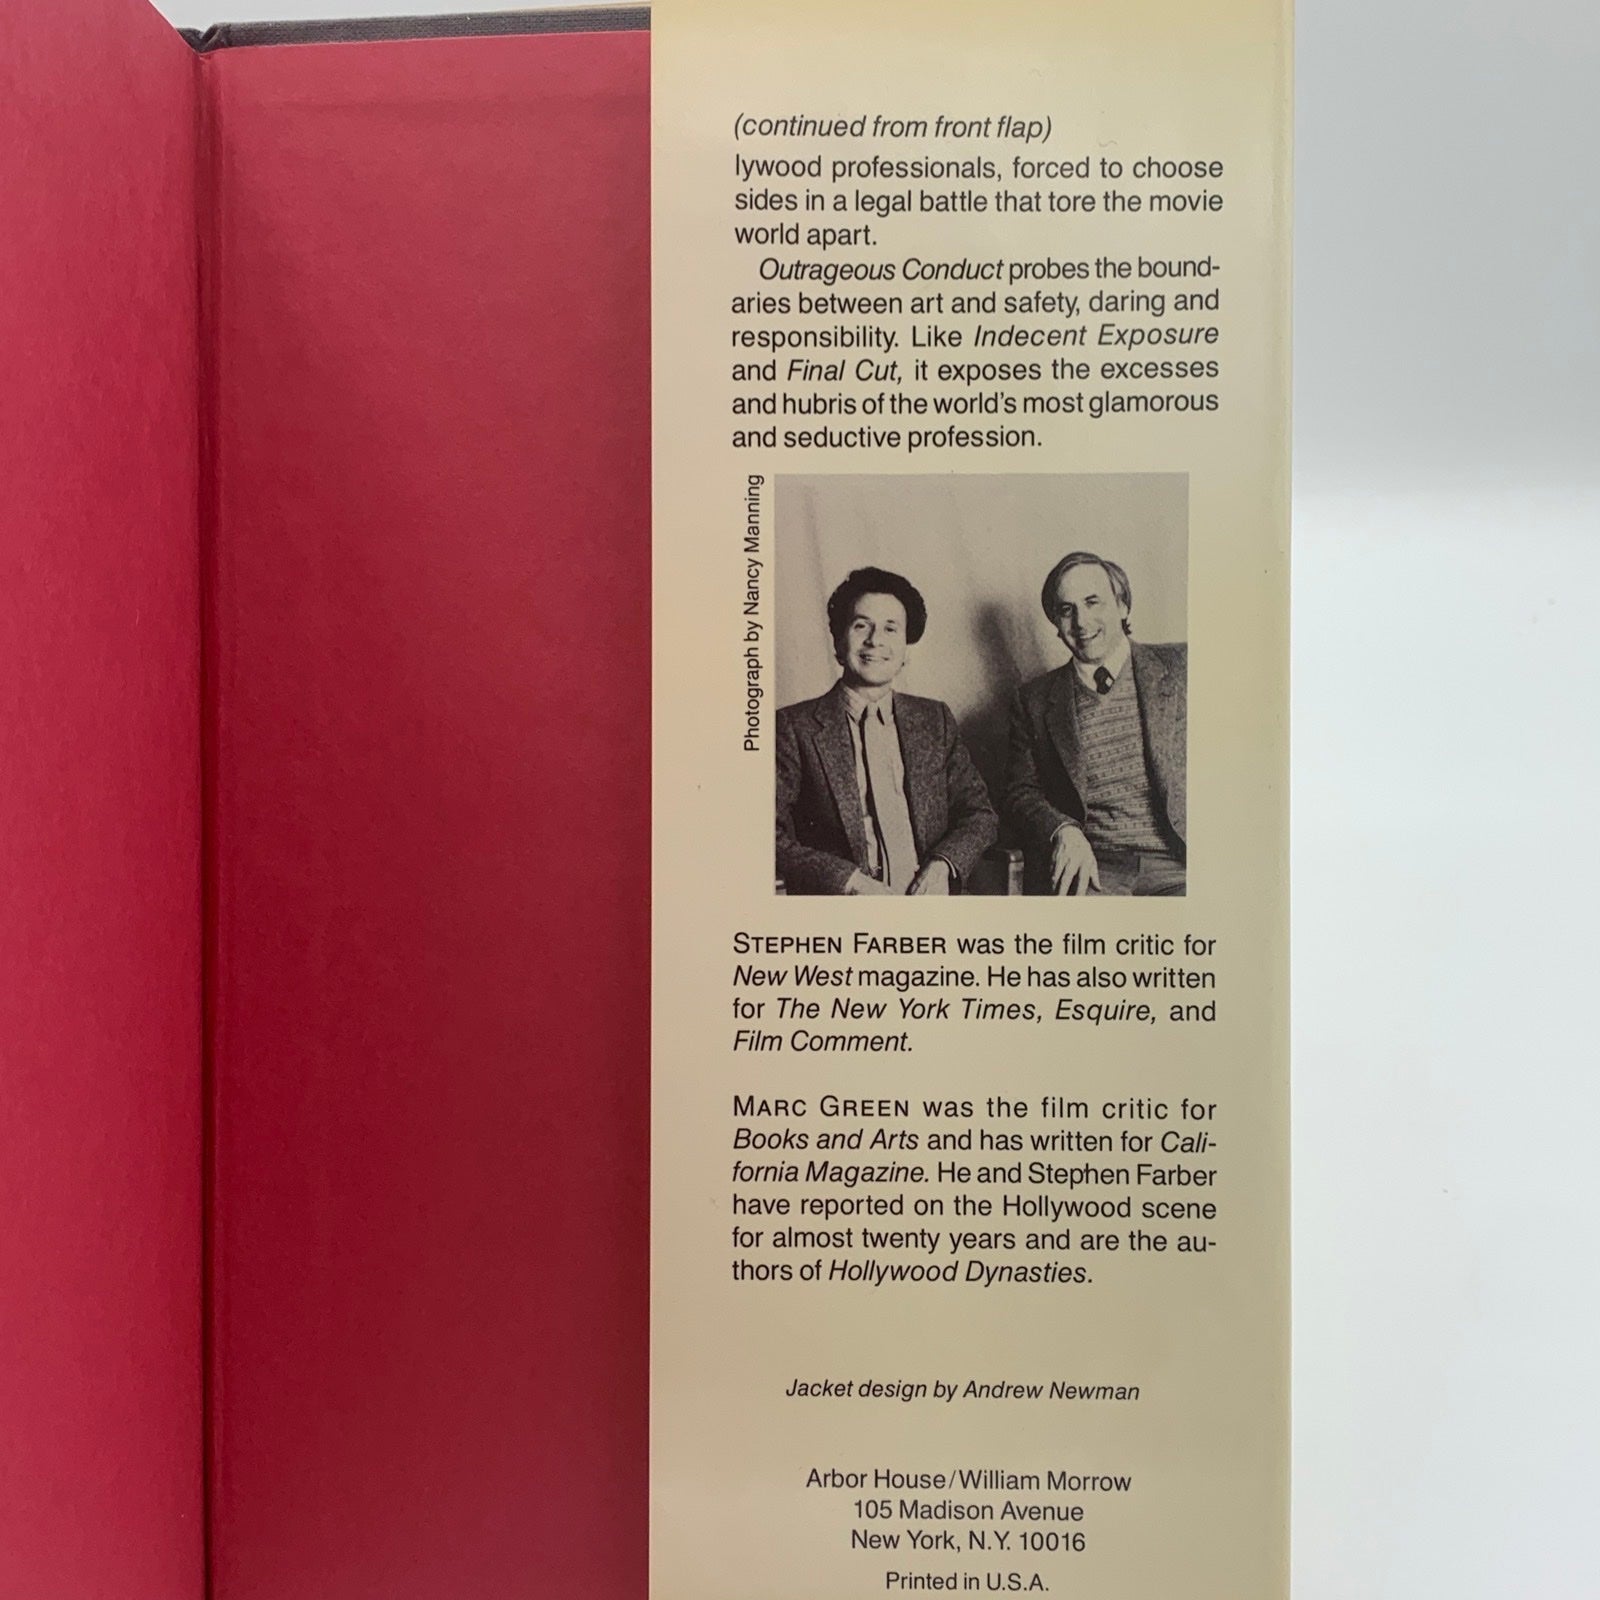 (continued from front flap)
lywood professionals, forced to choose
sides in a legal battle that tore the movie
world apart.
Outrageous Conduct probes the bound-
aries between art and safety, daring and
responsibility. Like Indecent Exposure
and Final Cut, it exposes the excesses
and hubris of the world's most glamorous
and seductive profession.
Photograph by Nancy Manning
STEPHEN FARBER was the film critic for
New West magazine. He has also written
for The New York Times, Esquire, and
Film Comment.
MARC GREEN was the film critic for
Books and Arts and has written for Cali-
fornia Magazine. He and Stephen Farber
have reported on the Hollywood scene
for almost twenty years and are the au-
thors of Hollywood Dynasties.
Jacket design by Andrew Newman
Arbor House/William Morrow
105 Madison Avenue
New York, N.Y. 10016
Printed in U.S.A.